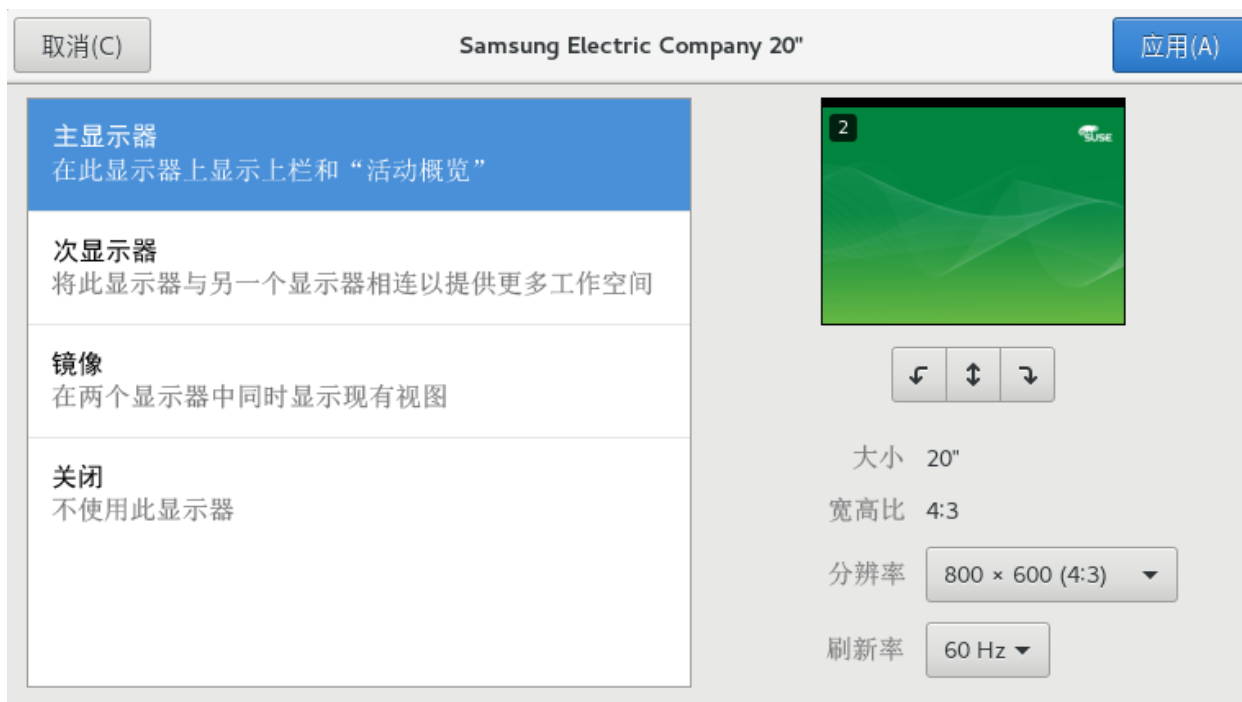 取消(C)
Samsung Electric Company 20"
应用(A)
主显示器
在此显示器上显示上栏和“活动概览”
次显示器
将此显示器与另一个显示器相连以提供更多工作空间
镜像
在两个显示器中同时显示现有视图
关闭
不使用此显示器
2
SUSE
大小 20"
宽高比 4:3
分辨率 800 × 600 (4:3)
刷新率 60 Hz